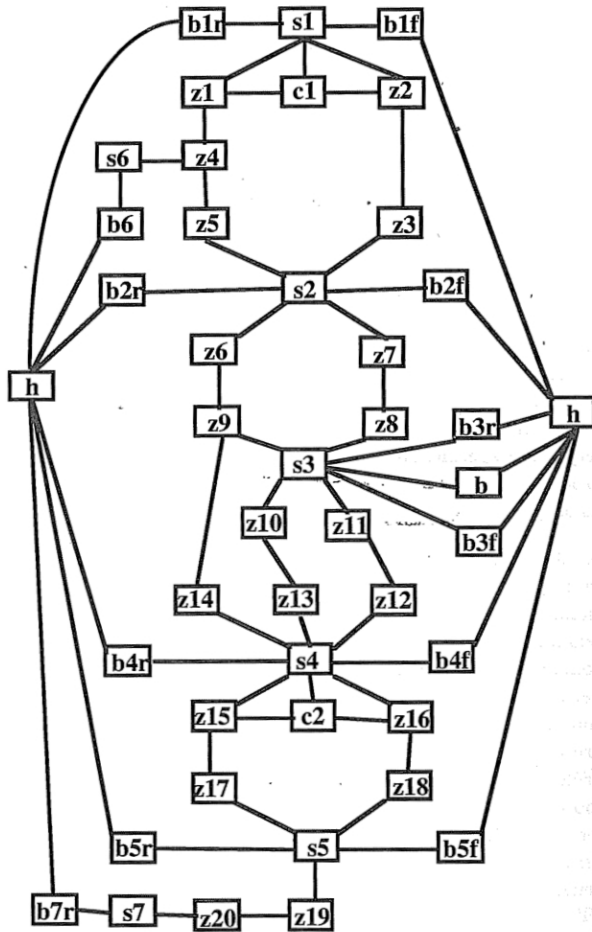 b1r s1 b1f
z1 c1 z2
s6 z4
b6 z5 z3
b2r s2 b2f
z6 z7
h h
z9 z8 b3r
s3 b
z10 z11 b3f
z14 z13 z12
b4r s4 b4f
z15 c2 z16
z17 z18
b5r s5 b5f
b7r s7 z20 z19